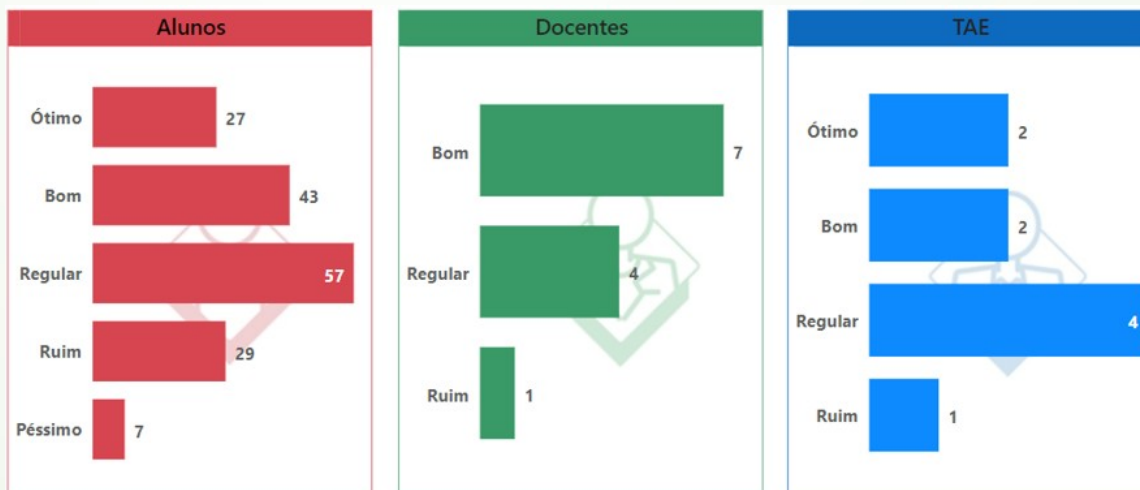 Alunos
Ótimo 27
Bom 43
Regular 57
Ruim 29
Péssimo 7
Docentes
Bom 7
Regular 4
Ruim 1
TAE
Ótimo 2
Bom 2
Regular 4
Ruim 1